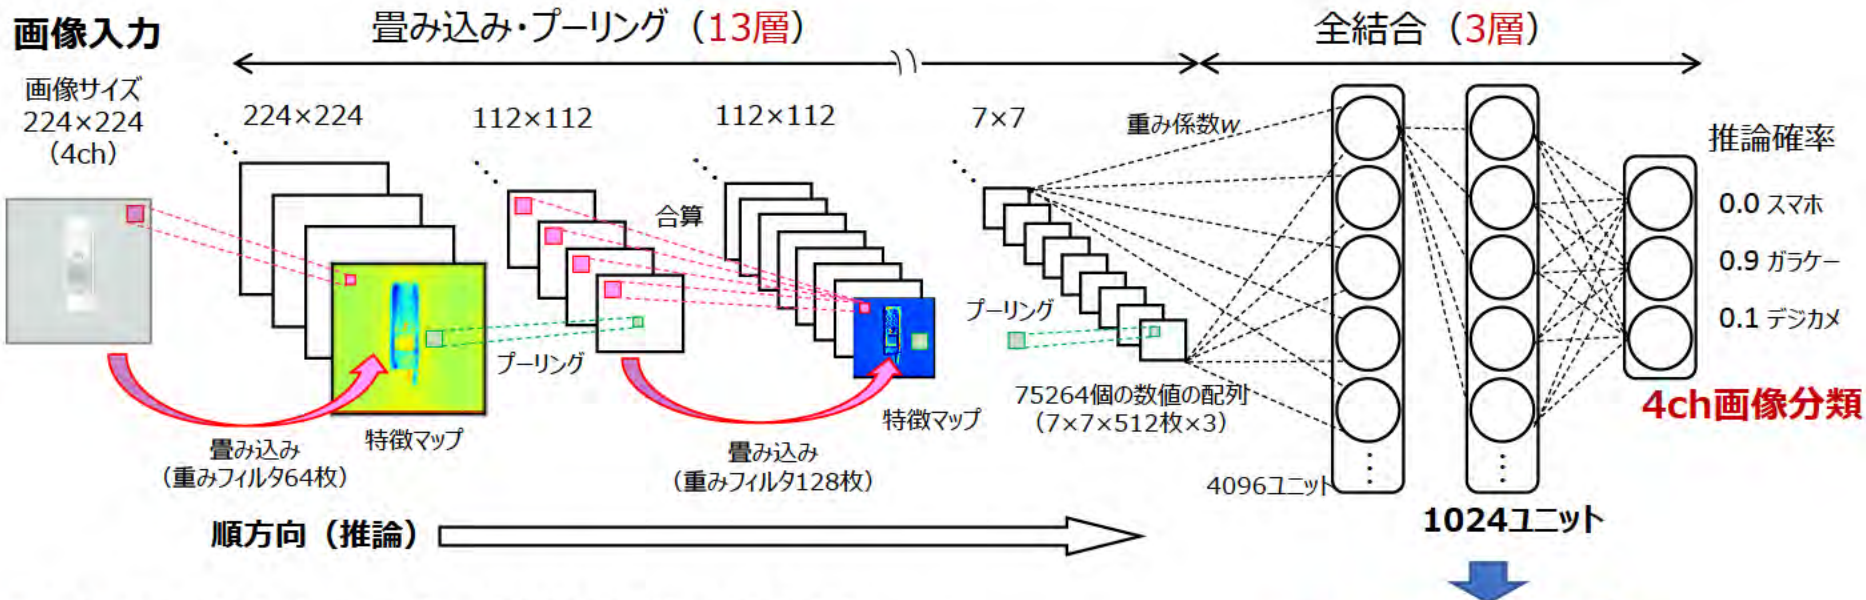 画像入力
画像サイズ
224×224
（4ch）
畳み込み・プーリング（13層）
全結合（3層）
224×224
112×112
112×112
7×7
重み係数w
合算
プーリング
プーリング
特徴マップ
特徴マップ
畳み込み
（重みフィルタ64枚）
畳み込み
（重みフィルタ128枚）
75264個の数値の配列
（7×7×512枚×3）
4096ユニット
1024ユニット
推論確率
0.0 スマホ
0.9 ガラケー
0.1 デジカメ
4ch画像分類
順方向（推論）